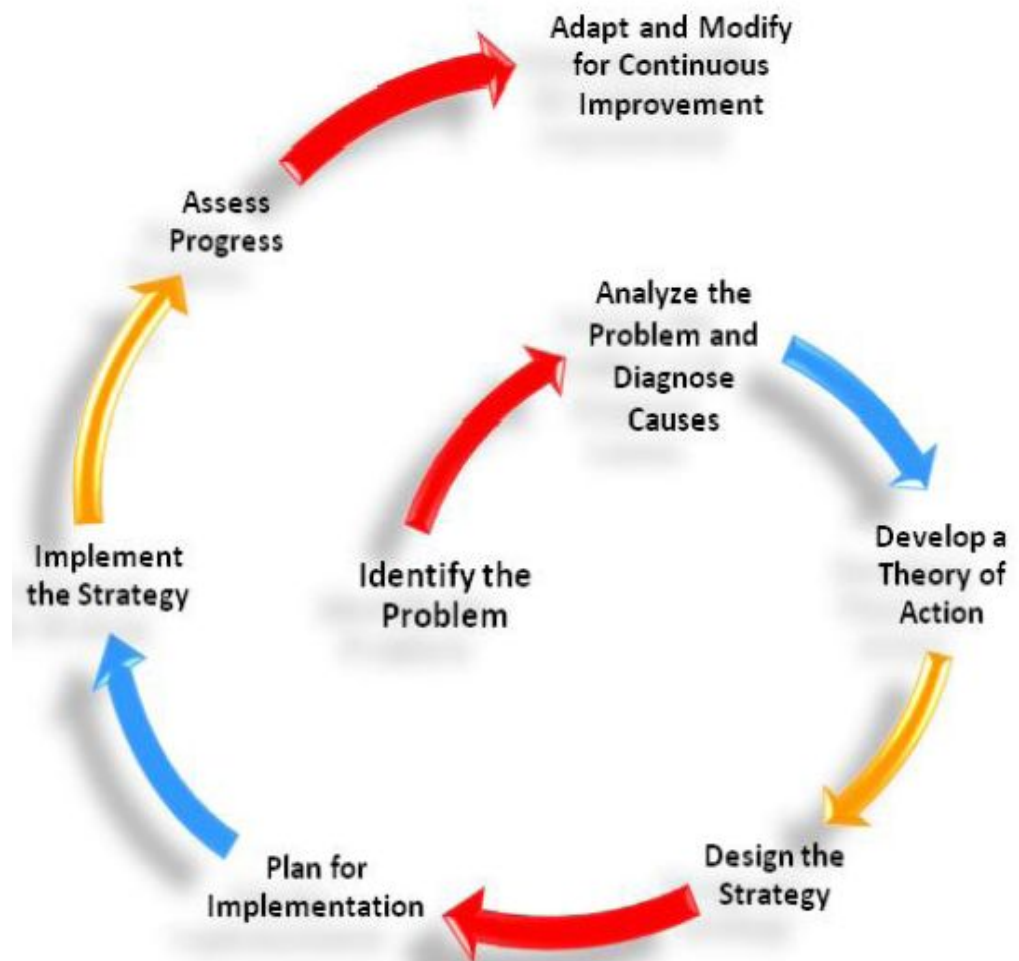 Adapt and Modify
for Continuous
Improvement
Assess
Progress
Analyze the
Problem and
Diagnose
Causes
Identify the
Problem
Develop a
Theory of
Action
Implement
the Strategy
Design the
Strategy
Plan for
Implementation